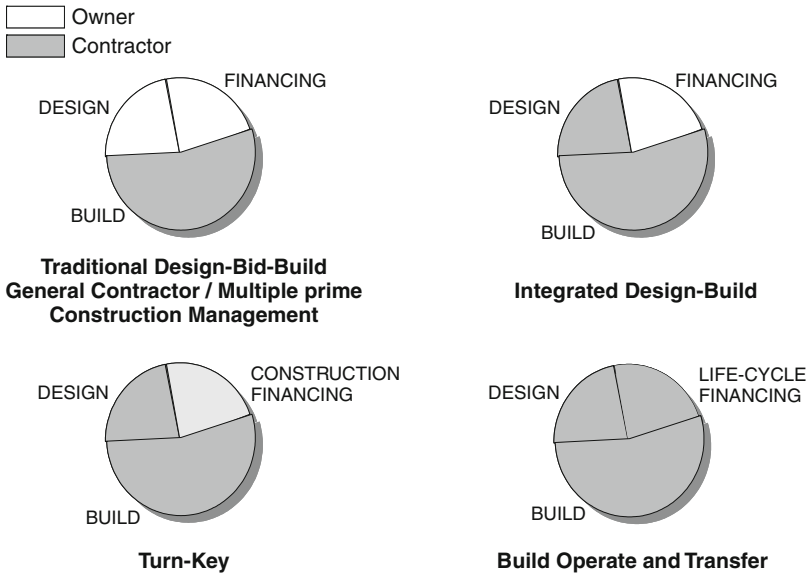 Owner
Contractor
FINANCING
DESIGN
BUILD
Traditional Design-Bid-Build
General Contractor / Multiple prime
Construction Management
FINANCING
DESIGN
BUILD
Integrated Design-Build
CONSTRUCTION
FINANCING
DESIGN
BUILD
Turn-Key
LIFE-CYCLE
FINANCING
DESIGN
BUILD
Build Operate and Transfer